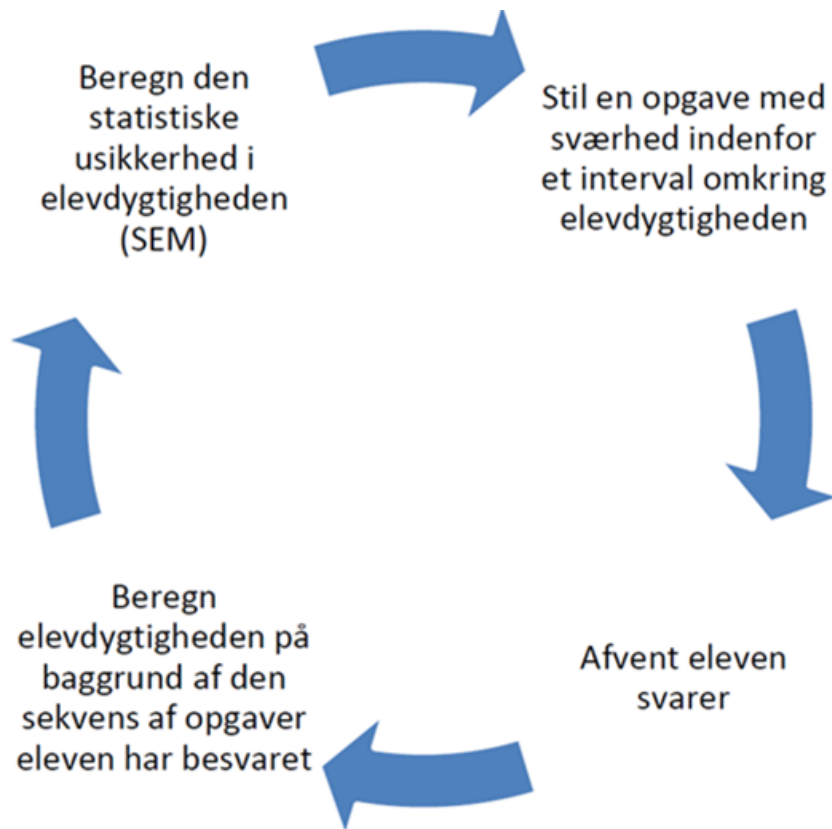 Beregn den
statistiske
usikkerhed i
elevdygtigheden
(SEM)
Stil en opgave med
sværhed indenfor
et interval omkring
elevdygtigheden
Afvent eleven
svarer
Beregn
elevdygtigheden på
baggrund af den
sekvens af opgaver
eleven har besvaret